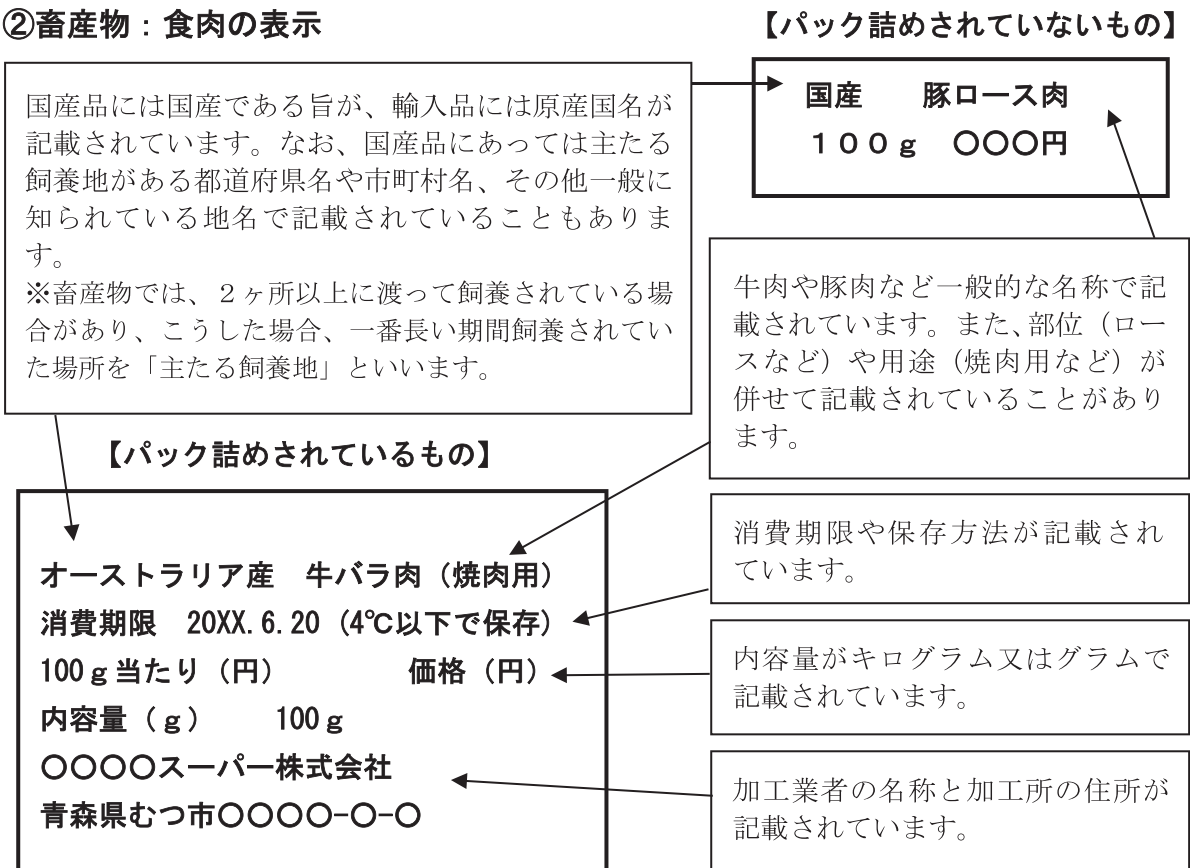 ②畜産物：食肉の表示
【パック詰めされていないもの】
国産品には国産である旨が、輸入品には原産国名が
記載されています。なお、国産品にあっては主たる
飼養地がある都道府県名や市町村名、その他一般に
知られている地名で記載されていることもありま
す。
※畜産物では、２ヶ所以上に渡って飼養されている場
合があり、こうした場合、一番長い期間飼養されてい
た場所を「主たる飼養地」といいます。
国産　豚ロース肉
１００ｇ　〇〇〇円
牛肉や豚肉など一般的な名称で記
載されています。また、部位（ロー
スなど）や用途（焼肉用など）が
併せて記載されていることがあり
ます。
【パック詰めされているもの】
オーストラリア産　牛バラ肉（焼肉用）
消費期限　20XX.6.20（4℃以下で保存）
100ｇ当たり（円）　価格（円）
内容量（ｇ）　100ｇ
〇〇〇〇スーパー株式会社
青森県むつ市〇〇〇〇-〇-〇
消費期限や保存方法が記載され
ています。
内容量がキログラム又はグラムで
記載されています。
加工業者の名称と加工所の住所が
記載されています。